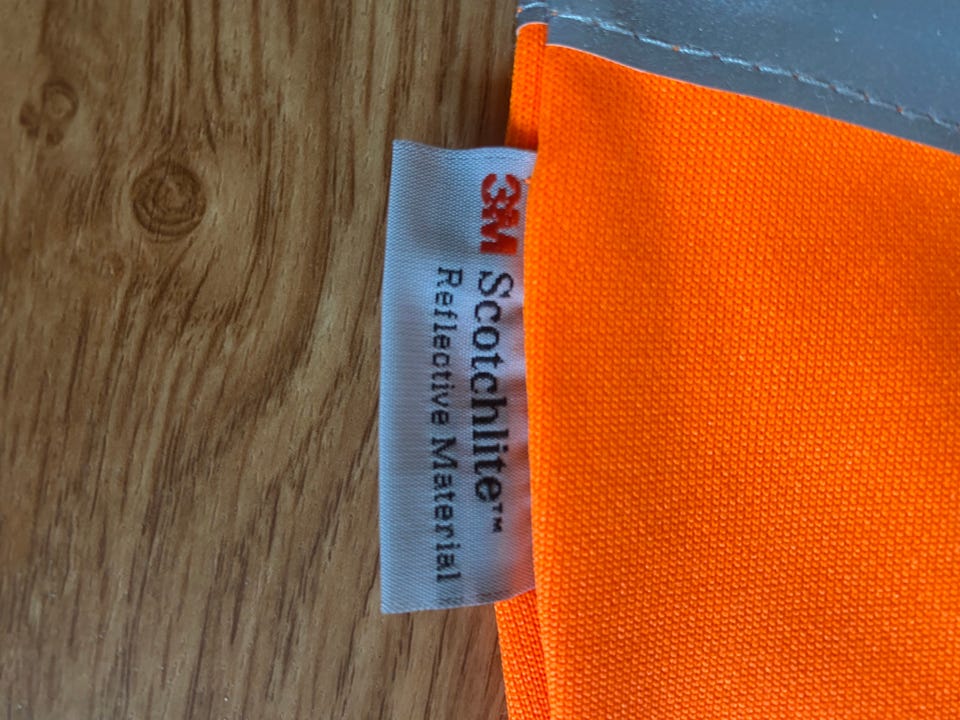 3M Scotchlite™
Reflective Material